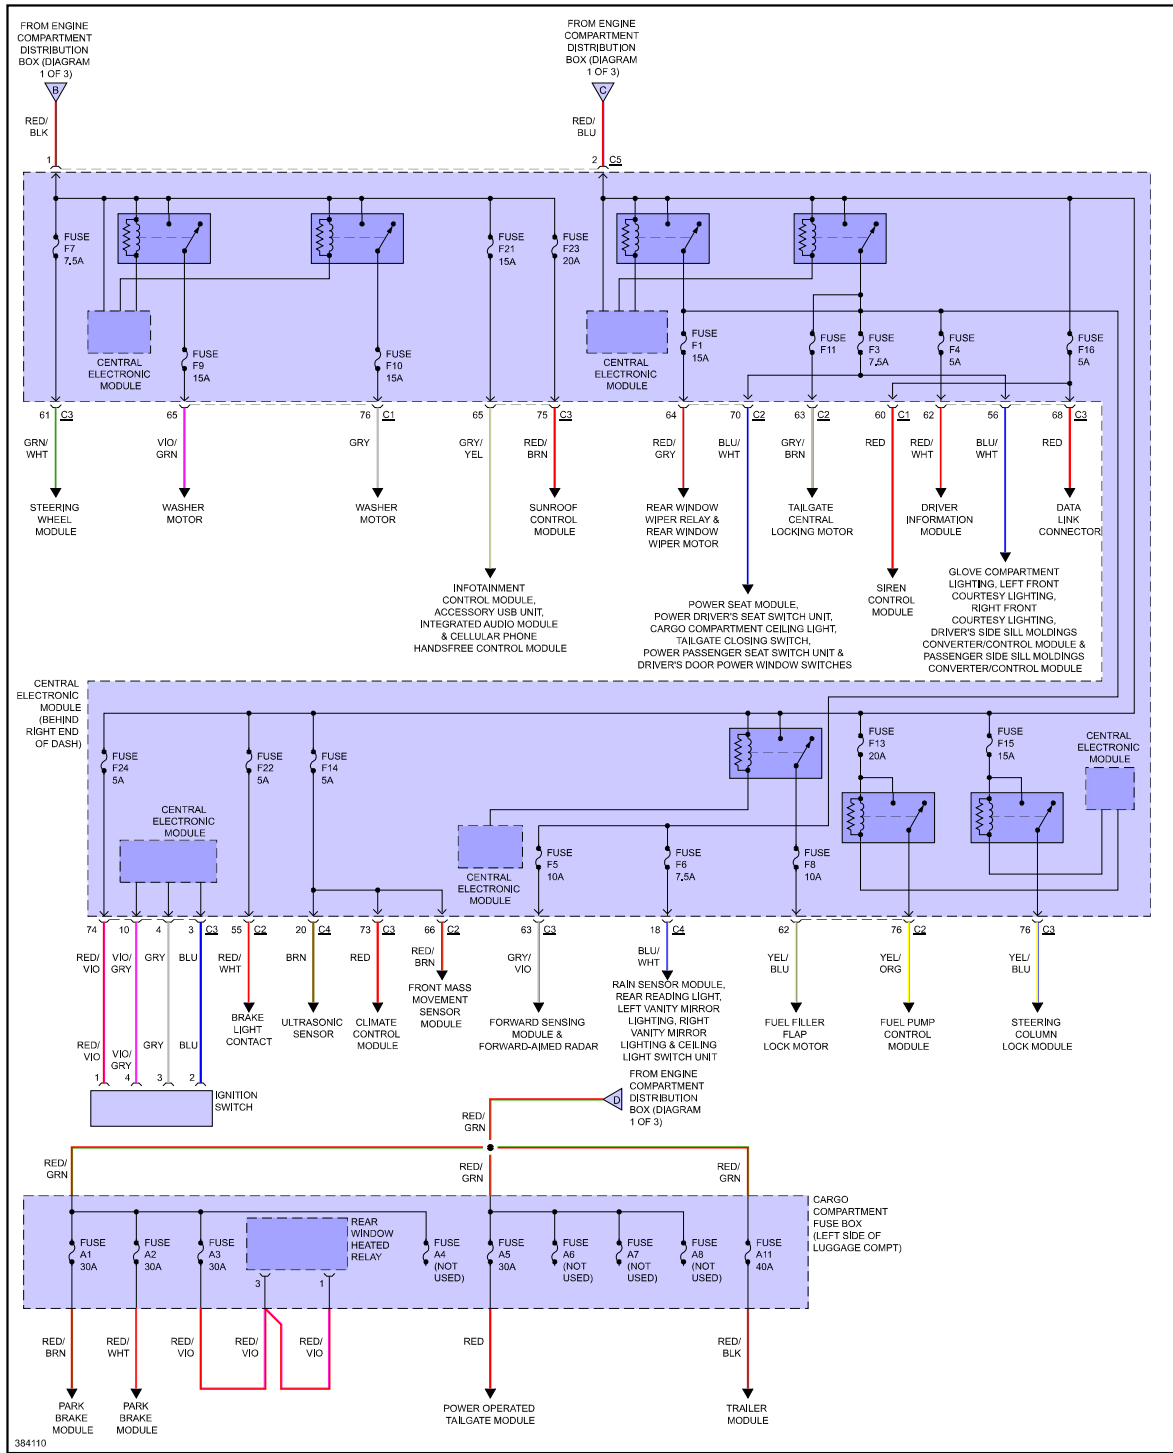 FROM ENGINE
COMPARTMENT
DISTRIBUTION
BOX (DIAGRAM
1 OF 3)
B
RED/
BLK
1
FROM ENGINE
COMPARTMENT
DISTRIBUTION
BOX (DIAGRAM
1 OF 3)
C
RED/
BLU
2 C5
FUSE
F7
7.5A
FUSE
F21
15A
FUSE
F23
20A
CENTRAL
ELECTRONIC
MODULE
FUSE
F9
15A
FUSE
F10
15A
CENTRAL
ELECTRONIC
MODULE
FUSE
F1
15A
FUSE
F11
FUSE
F3
7.5A
FUSE
F4
5A
FUSE
F16
5A
61 C3
65
76 C1
65
75 C3
64
70 C2
63 C2
60 C1
62
56
68 C3
GRN/
WHT
VIO/
GRN
GRY
GRY/
YEL
RED/
BRN
RED/
GRY
BLU/
WHT
GRY/
BRN
RED
RED/
WHT
BLU/
WHT
RED
STEERING
WHEEL
MODULE
WASHER
MOTOR
WASHER
MOTOR
SUNROOF
CONTROL
MODULE
REAR WINDOW
WIPER RELAY &
REAR WINDOW
WIPER MOTOR
TAILGATE
CENTRAL
LOCKING MOTOR
DRIVER
INFORMATION
MODULE
DATA
LINK
CONNECTOR
INFOTAINMENT
CONTROL MODULE,
ACCESSORY USB UNIT,
INTEGRATED AUDIO MODULE
& CELLULAR PHONE
HANDSFREE CONTROL MODULE
POWER SEAT MODULE,
POWER DRIVER'S SEAT SWITCH UNIT,
CARGO COMPARTMENT CEILING LIGHT,
TAILGATE CLOSING SWITCH,
POWER PASSENGER SEAT SWITCH UNIT &
DRIVER'S DOOR POWER WINDOW SWITCHES
SIREN
CONTROL
MODULE
GLOVE COMPARTMENT
LIGHTING, LEFT FRONT
COURTESY LIGHTING,
RIGHT FRONT
COURTESY LIGHTING,
DRIVER'S SIDE SILL MOLDINGS
CONVERTER/CONTROL MODULE &
PASSENGER SIDE SILL MOLDINGS
CONVERTER/CONTROL MODULE
CENTRAL
ELECTRONIC
MODULE
(BEHIND
RIGHT END
OF DASH)
FUSE
F24
5A
FUSE
F22
5A
FUSE
F14
5A
FUSE
F13
20A
FUSE
F15
15A
CENTRAL
ELECTRONIC
MODULE
CENTRAL
ELECTRONIC
MODULE
CENTRAL
ELECTRONIC
MODULE
FUSE
F5
10A
FUSE
F6
7.5A
FUSE
F8
10A
74
10
4
3 C3
55 C2
20 C4
73 C3
66 C2
63 C3
18 C4
62
76 C2
76 C3
RED/
VIO
VIO/
GRY
GRY
BLU
RED/
WHT
BRN
RED
RED/
BRN
GRY/
VIO
BLU/
WHT
YEL/
BLU
YEL/
ORG
YEL/
BLU
BRAKE
LIGHT
CONTACT
ULTRASONIC
SENSOR
CLIMATE
CONTROL
MODULE
FRONT MASS
MOVEMENT
SENSOR
MODULE
FORWARD SENSING
MODULE &
FORWARD-AIMED RADAR
RAIN SENSOR MODULE,
REAR READING LIGHT,
LEFT VANITY MIRROR
LIGHTING, RIGHT
VANITY MIRROR
LIGHTING & CEILING
LIGHT SWITCH UNIT
FUEL FILLER
FLAP
LOCK MOTOR
FUEL PUMP
CONTROL
MODULE
STEERING
COLUMN
LOCK MODULE
RED/
VIO
VIO/
GRY
GRY
BLU
1
4
3
2
IGNITION
SWITCH
FROM ENGINE
COMPARTMENT
DISTRIBUTION
BOX (DIAGRAM
1 OF 3)
D
RED/
GRN
RED/
GRN
RED/
GRN
RED/
GRN
CARGO
COMPARTMENT
FUSE BOX
(LEFT SIDE OF
LUGGAGE COMPT)
FUSE
A1
30A
FUSE
A2
30A
FUSE
A3
30A
REAR
WINDOW
HEATED
RELAY
3
1
FUSE
A4
(NOT
USED)
FUSE
A5
30A
FUSE
A6
(NOT
USED)
FUSE
A7
(NOT
USED)
FUSE
A8
(NOT
USED)
FUSE
A11
40A
RED/
BRN
RED/
WHT
RED/
VIO
RED/
VIO
RED/
VIO
RED
RED/
BLK
PARK
BRAKE
MODULE
PARK
BRAKE
MODULE
POWER OPERATED
TAILGATE MODULE
TRAILER
MODULE
384110